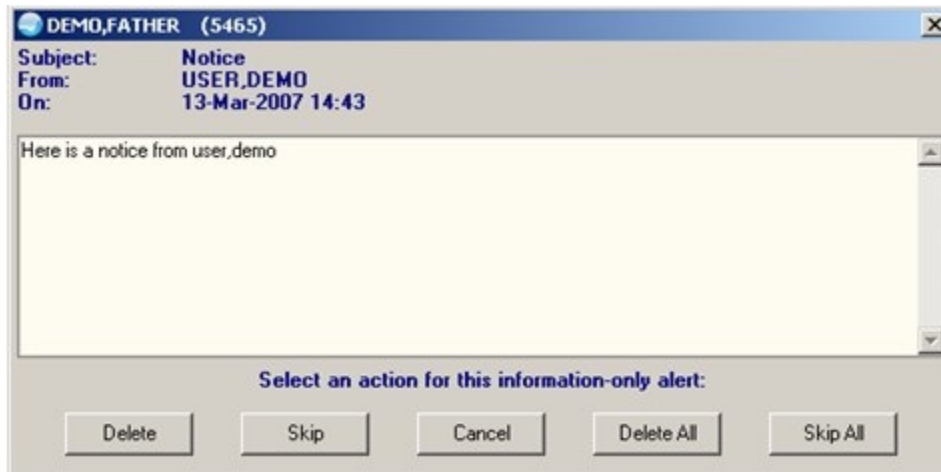 DEMO,FATHER (5465)
Subject: Notice
From: USER,DEMO
On: 13-Mar-2007 14:43
Here is a notice from user,demo
Select an action for this information-only alert:
Delete Skip Cancel Delete All Skip All